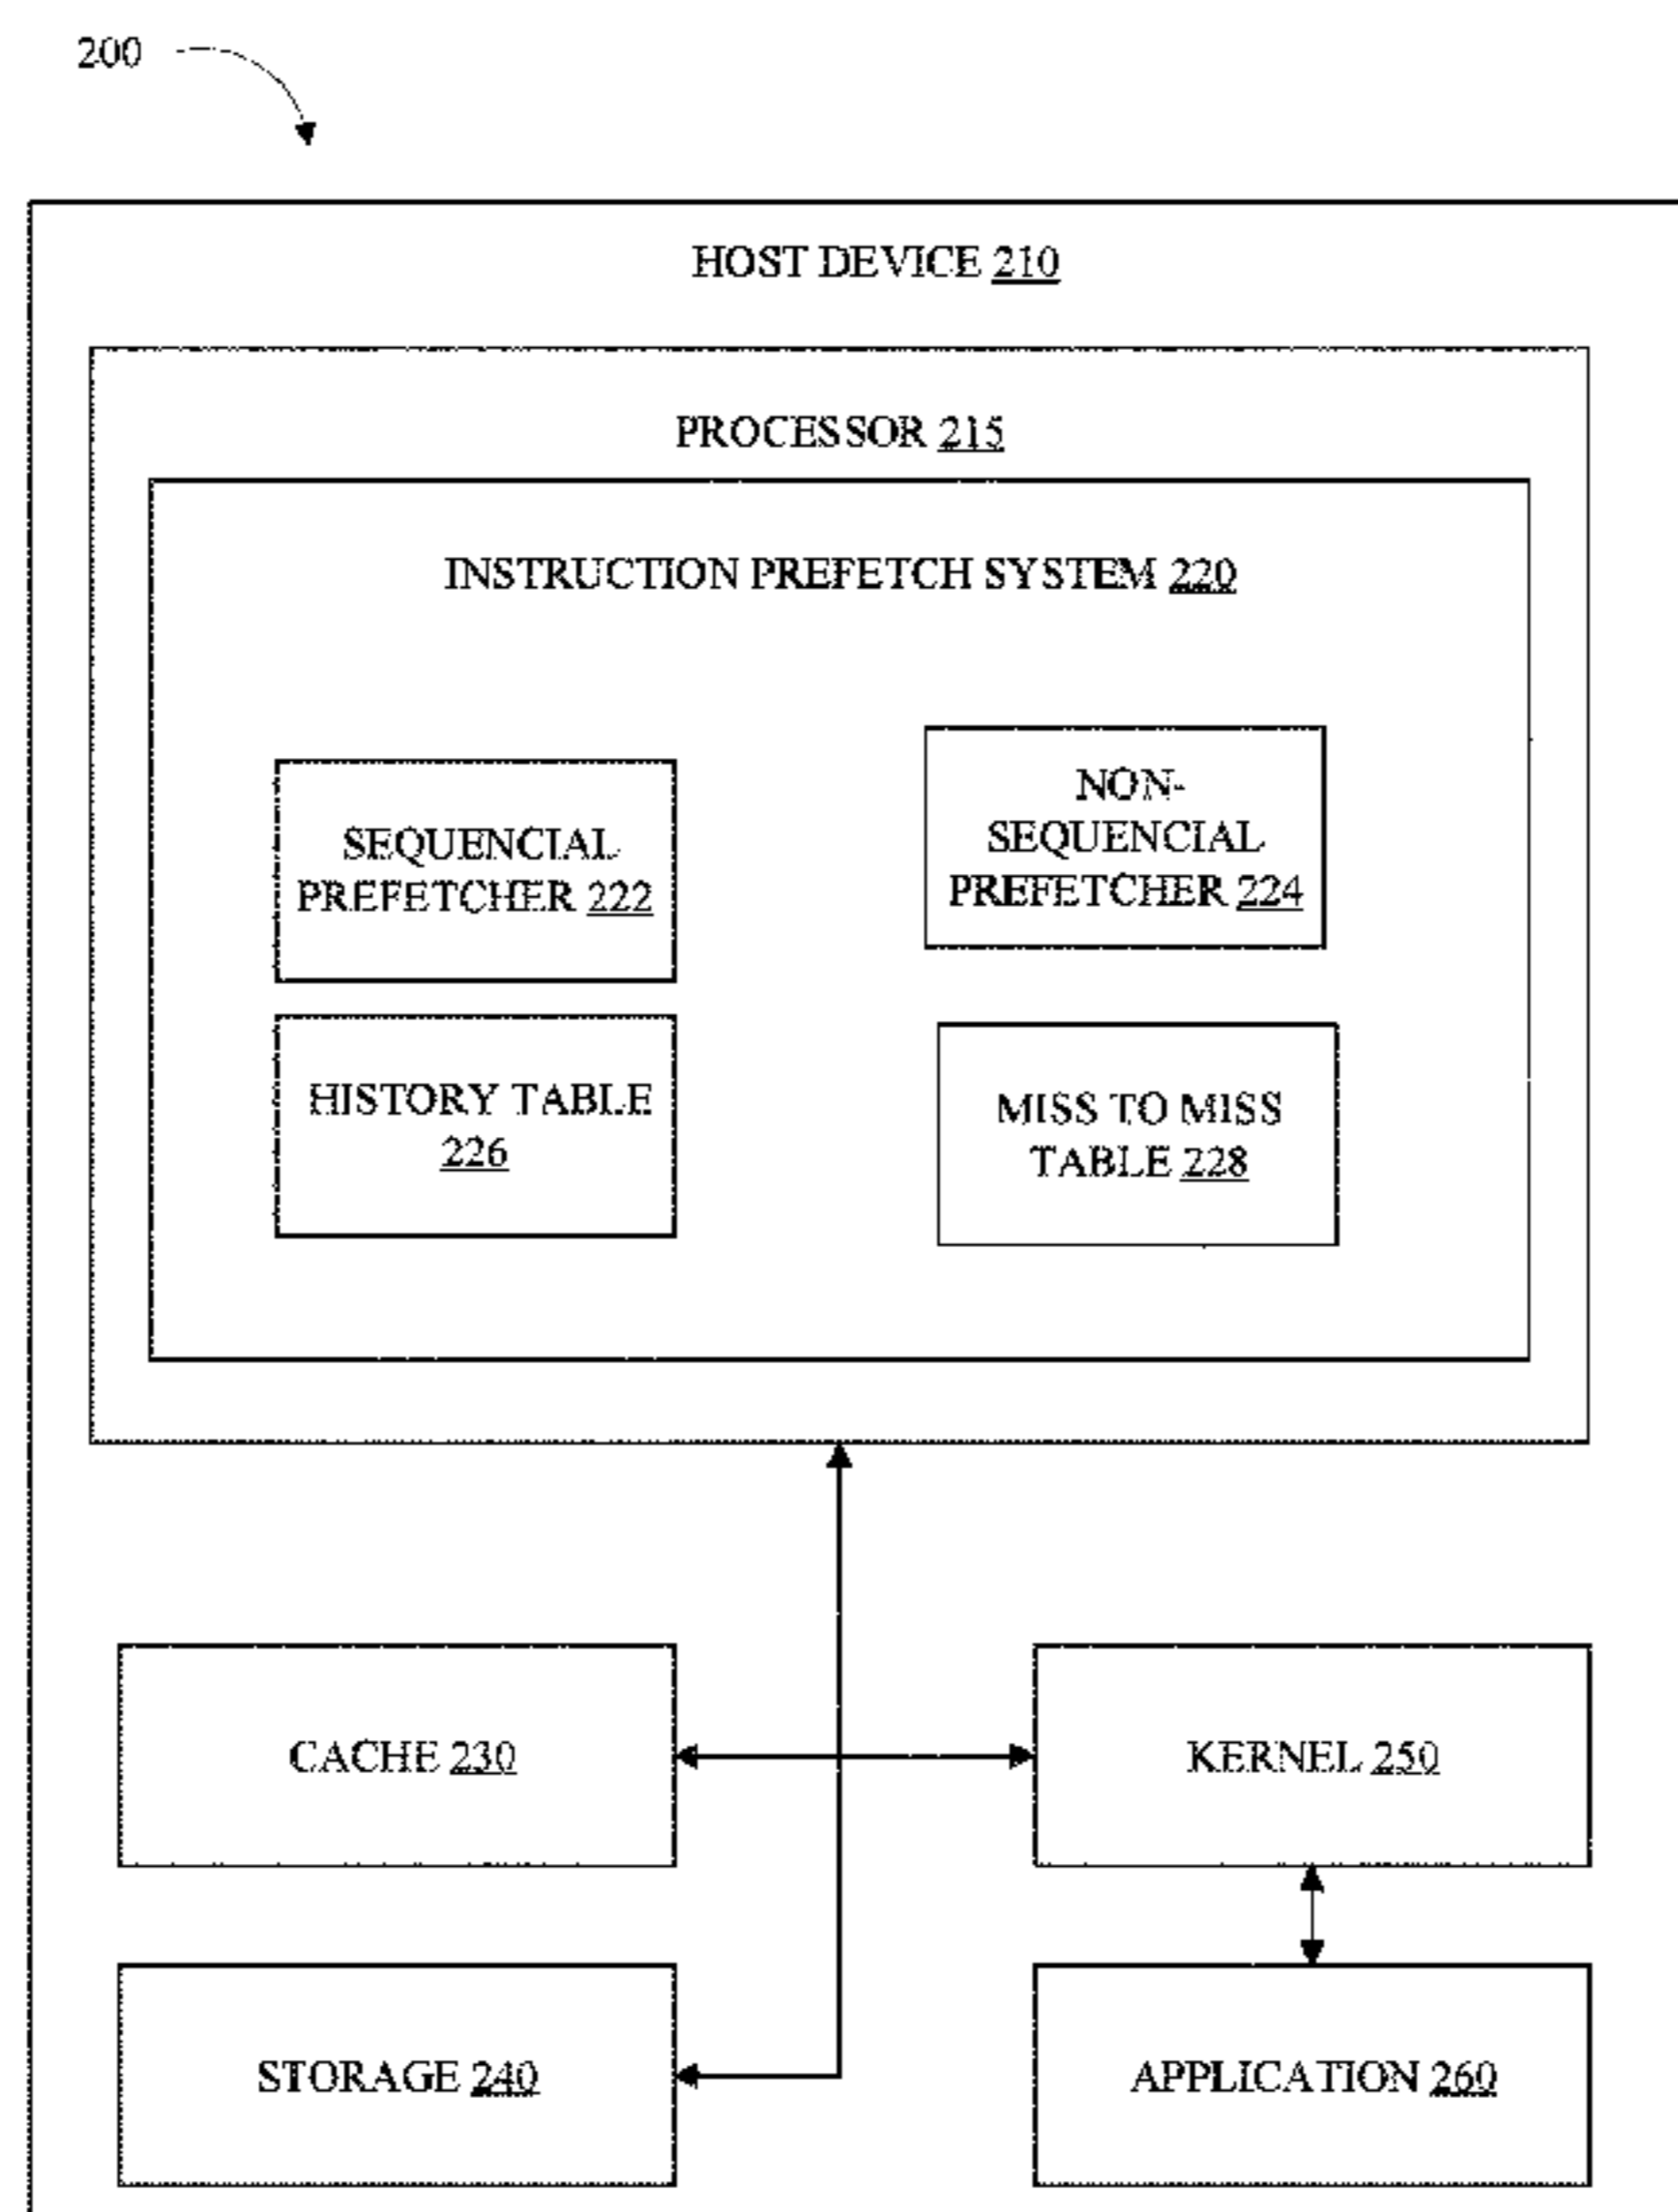 200
HOST DEVICE 210
PROCESSOR 215
INSTRUCTION PREFETCH SYSTEM 220
SEQUENCIAL
PREFETCHER 222
NON-
SEQUENCIAL
PREFETCHER 224
HISTORY TABLE
226
MISS TO MISS
TABLE 228
CACHE 230
KERNEL 250
STORAGE 240
APPLICATION 260